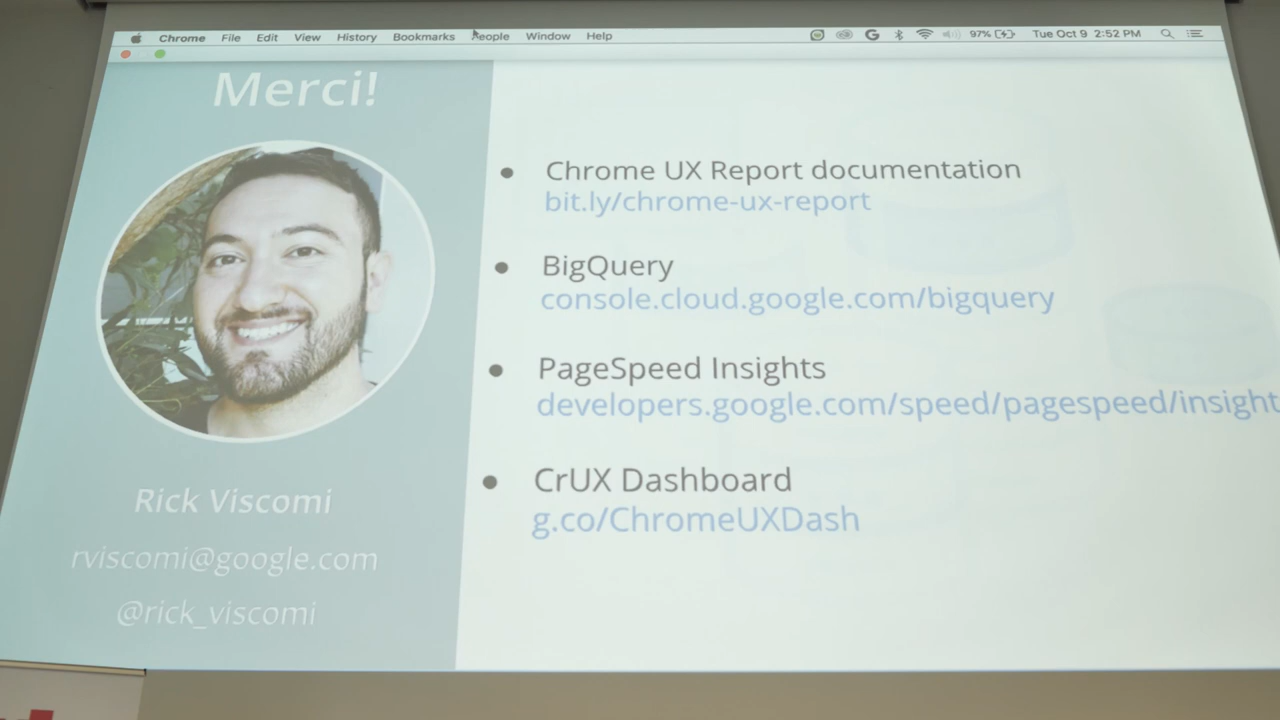 Chrome File Edit View History Bookmarks People Window Help 97% Tue Oct 9 2:52 PM
Merci!
Rick Viscomi
rviscomi@google.com
@rick_viscomi
• Chrome UX Report documentation
bit.ly/chrome-ux-report
• BigQuery
console.cloud.google.com/bigquery
• PageSpeed Insights
developers.google.com/speed/pagespeed/insight
• CrUX Dashboard
g.co/ChromeUXDash